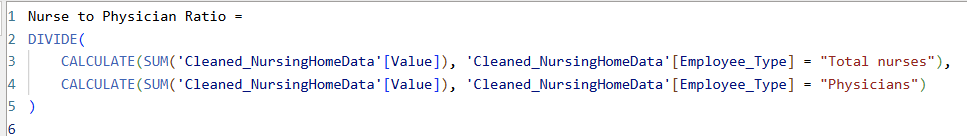 1 Nurse to Physician Ratio =
2 DIVIDE(
3 CALCULATE(SUM('Cleaned_NursingHomeData'[Value]), 'Cleaned_NursingHomeData'[Employee_Type] = "Total nurses"),
4 CALCULATE(SUM('Cleaned_NursingHomeData'[Value]), 'Cleaned_NursingHomeData'[Employee_Type] = "Physicians")
5 )
6